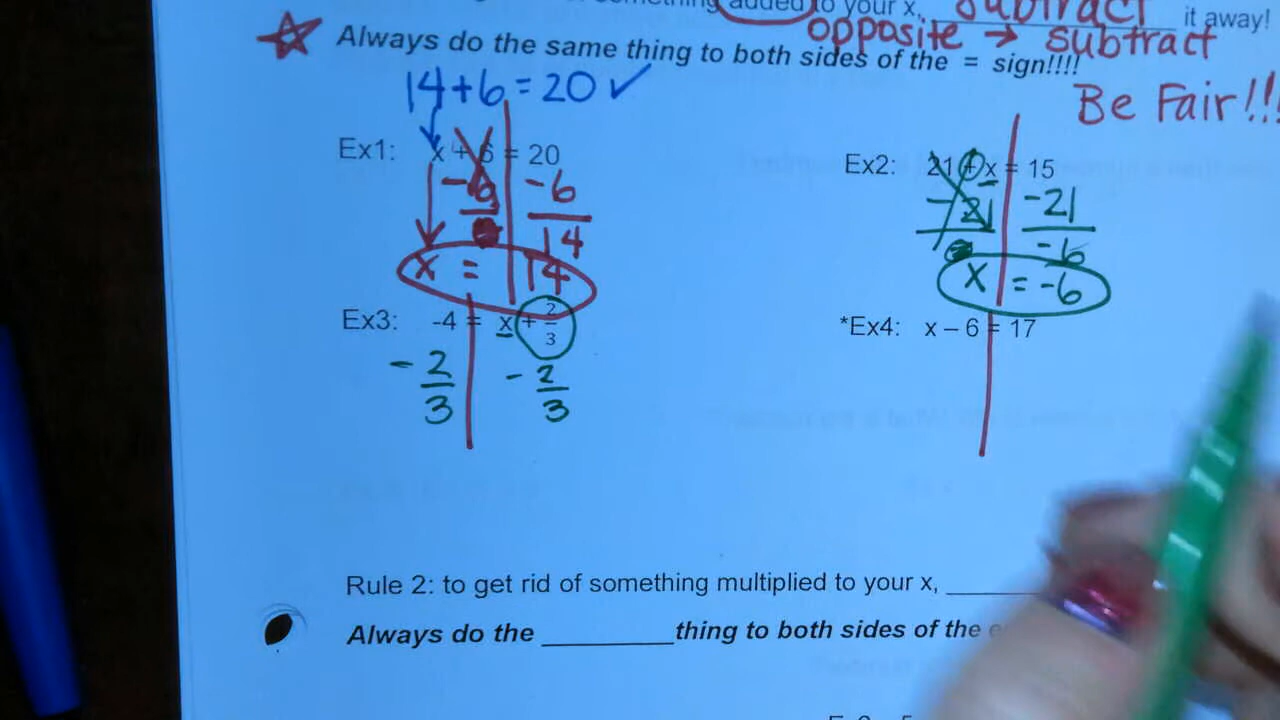 added to your x, subtract it away!
opposite → subtract
Always do the same thing to both sides of the = sign!!!!
14+6=20 ✓
Be Fair!!!
Ex1: x + 6 = 20
-6 -6
14
x = 14
Ex2: 21 + x = 15
-21 -21
-6
x = -6
Ex3: -4 = x + 2/3
- 2/3 - 2/3
*Ex4: x – 6 = 17
Rule 2: to get rid of something multiplied to your x, ______
Always do the _________thing to both sides of the